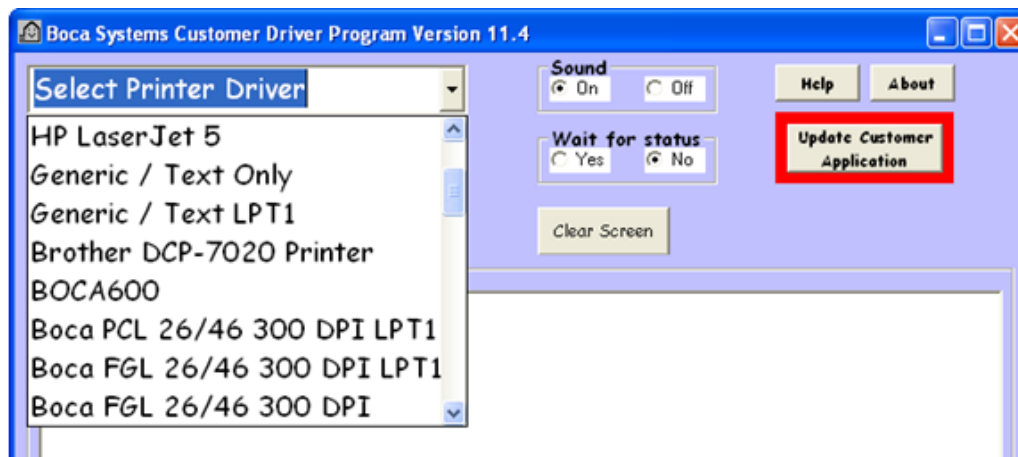 Boca Systems Customer Driver Program Version 11.4
Select Printer Driver
HP LaserJet 5
Generic / Text Only
Generic / Text LPT1
Brother DCP-7020 Printer
BOCA600
Boca PCL 26/46 300 DPI LPT1
Boca FGL 26/46 300 DPI LPT1
Boca FGL 26/46 300 DPI
Sound
On Off
Wait for status
Yes No
Clear Screen
Help About
Update Customer
Application